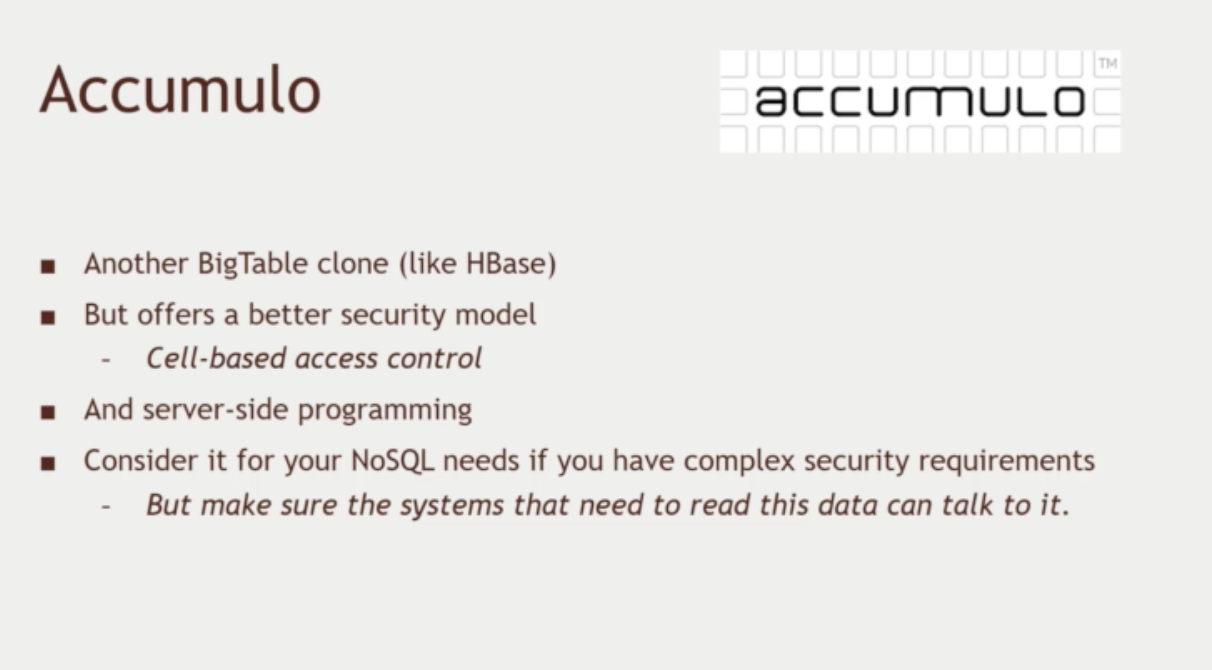 Accumulo
TM
accumulo
■ Another BigTable clone (like HBase)
■ But offers a better security model
- Cell-based access control
■ And server-side programming
■ Consider it for your NoSQL needs if you have complex security requirements
- But make sure the systems that need to read this data can talk to it.